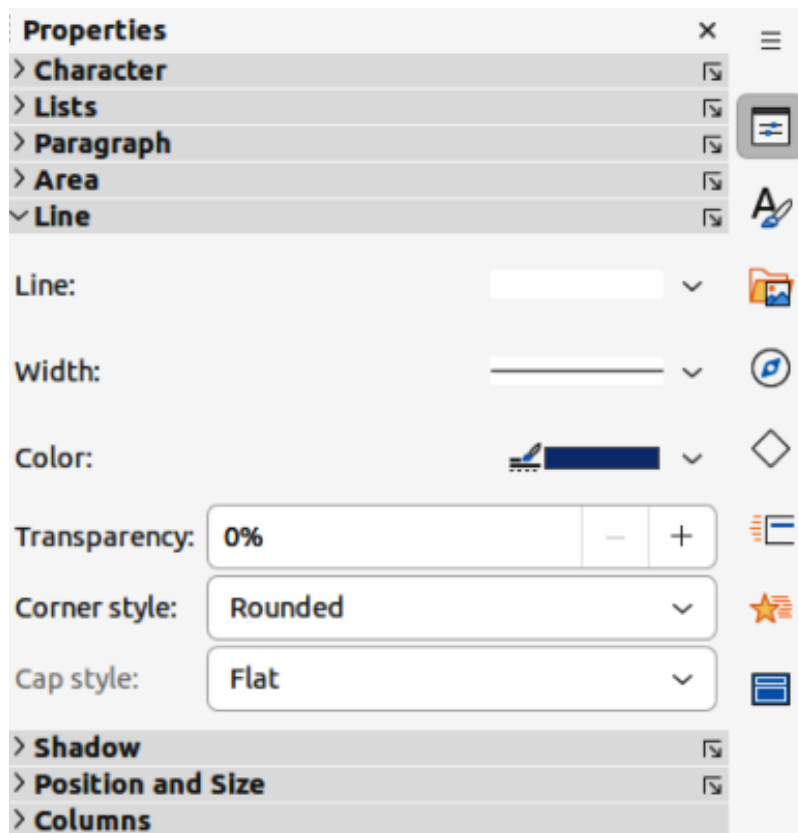 Properties
Character
Lists
Paragraph
Area
Line
Line:
Width:
Color:
Transparency: 0%
Corner style: Rounded
Cap style: Flat
Shadow
Position and Size
Columns